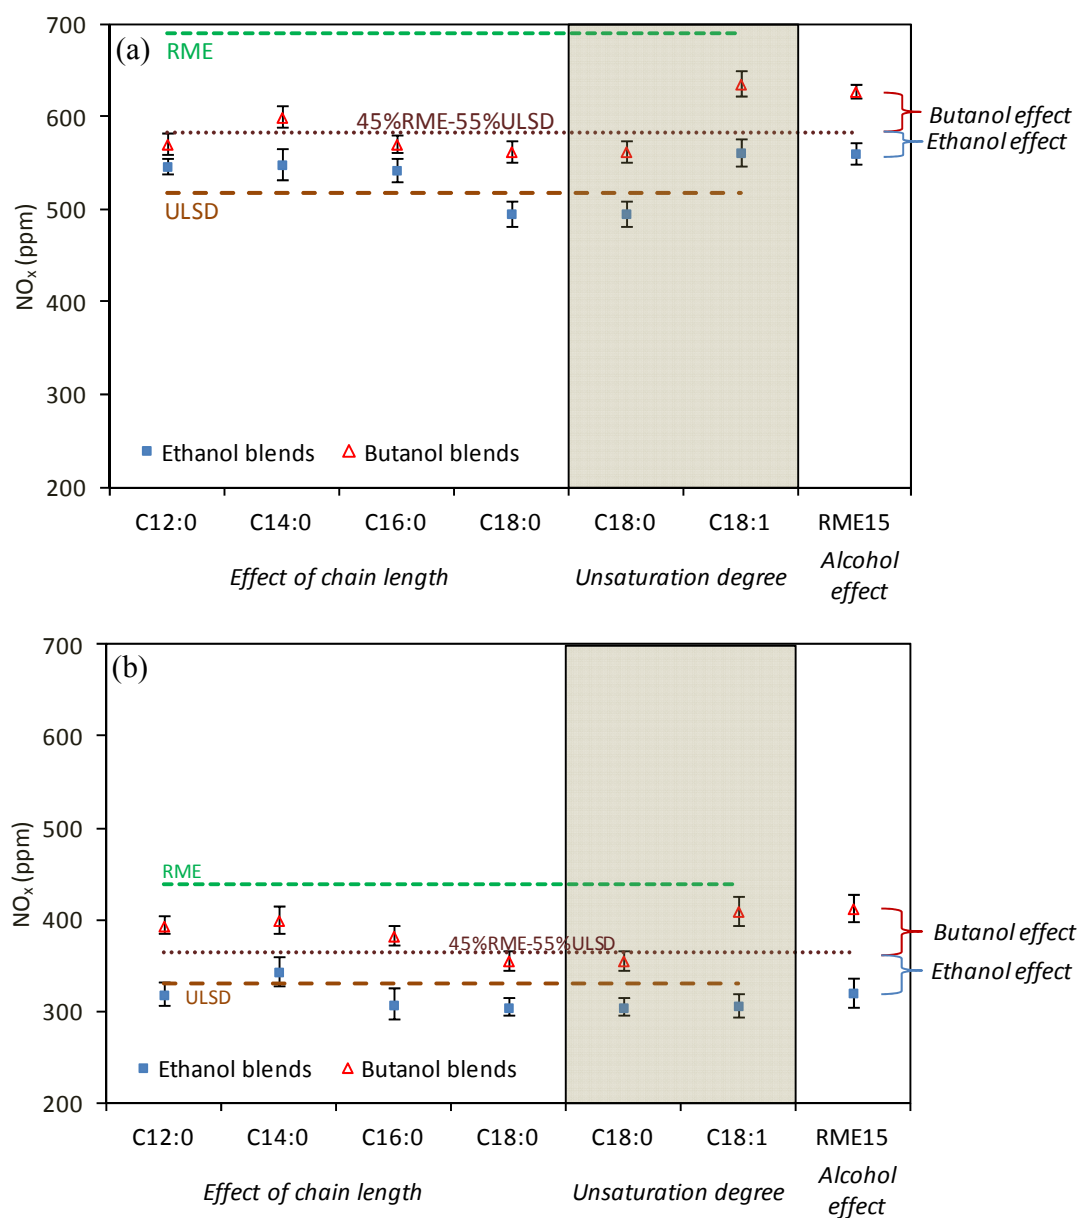 700
(a)
RME
600
45%RME-55%ULSD
Butanol effect
Ethanol effect
500
ULSD
NOx (ppm)
400
300
Ethanol blends
Butanol blends
200
C12:0 C14:0 C16:0 C18:0 C18:0 C18:1 RME15
Effect of chain length
Unsaturation degree
Alcohol
effect
700
(b)
600
500
NOx (ppm)
RME
400
45%RME-55%ULSD
Butanol effect
Ethanol effect
ULSD
300
Ethanol blends
Butanol blends
200
C12:0 C14:0 C16:0 C18:0 C18:0 C18:1 RME15
Effect of chain length
Unsaturation degree
Alcohol
effect